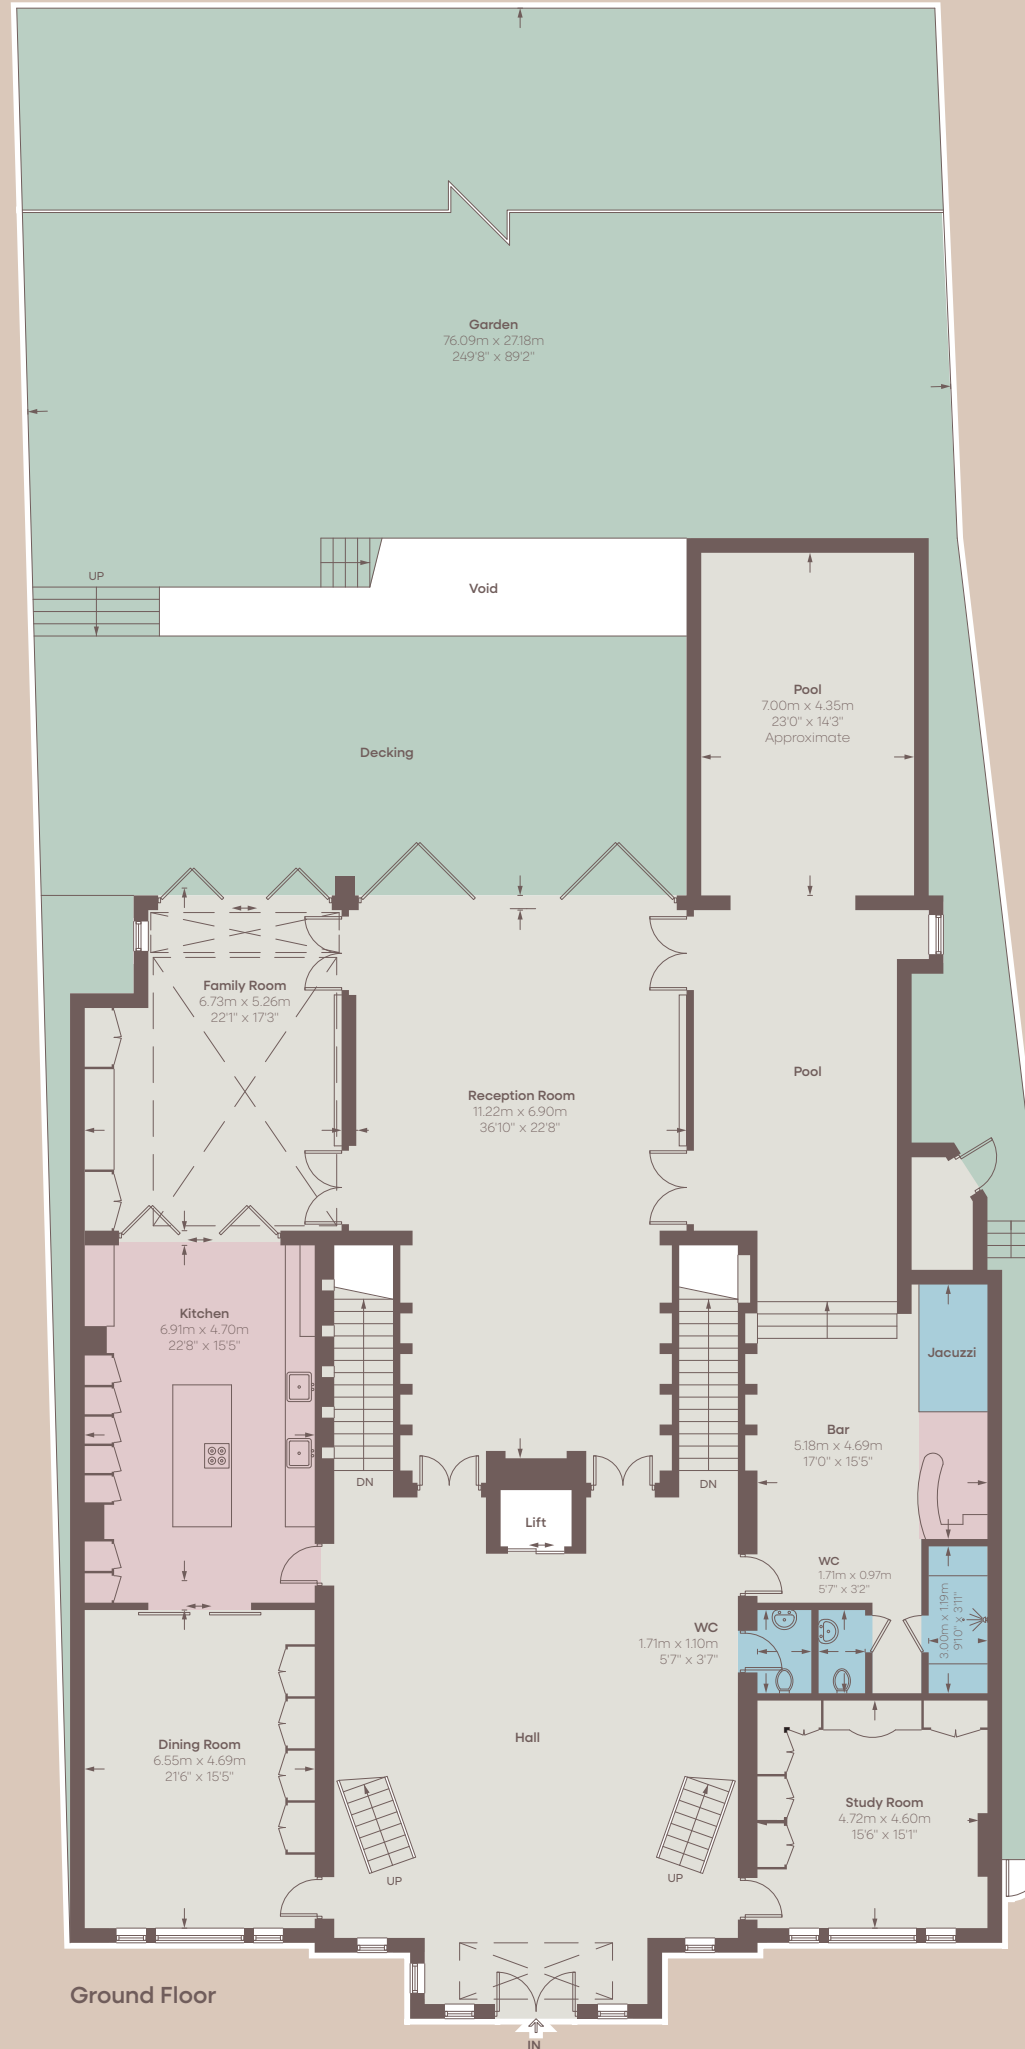 Garden
76.09m x 27.18m
249'8" x 89'2"
UP
Void
Pool
7.00m x 4.35m
23'0" x 14'3"
Approximate
Decking
Family Room
6.73m x 5.26m
22'1" x 17'3"
Reception Room
11.22m x 6.90m
36'10" x 22'8"
Pool
Kitchen
6.91m x 4.70m
22'8" x 15'5"
Jacuzzi
Bar
5.18m x 4.69m
17'0" x 15'5"
DN
DN
Lift
WC
1.71m x 0.97m
5'7" x 3'2"
3.00m x 1.19m
9'10" x 3'11"
WC
1.71m x 1.10m
5'7" x 3'7"
Hall
Dining Room
6.55m x 4.69m
21'6" x 15'5"
Study Room
4.72m x 4.60m
15'6" x 15'1"
UP
UP
Ground Floor
IN